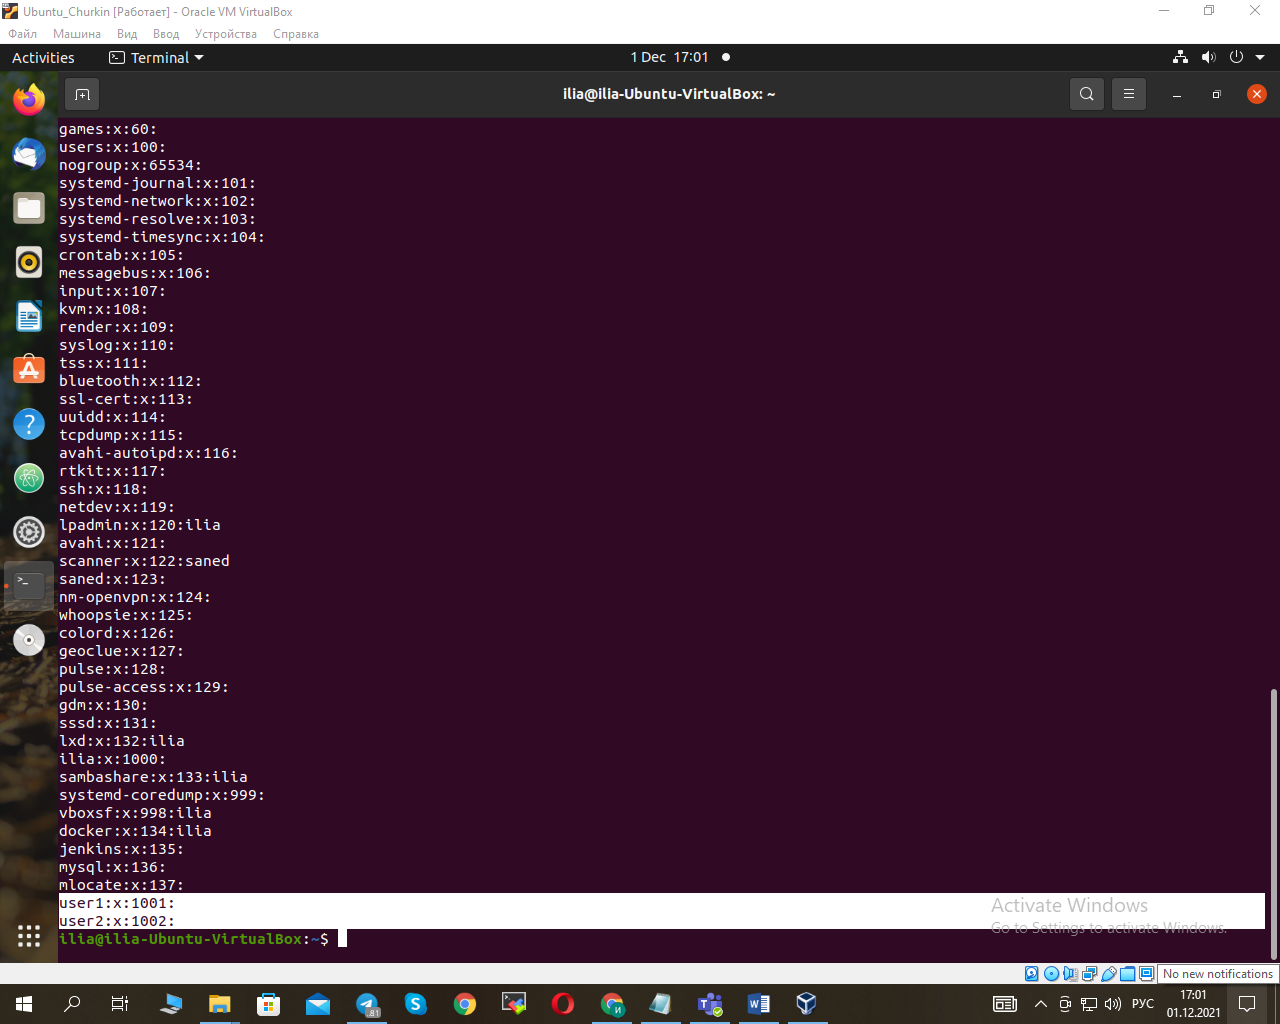 Ubuntu_Churkin [Работает] - Oracle VM VirtualBox
Файл Машина Вид Ввод Устройства Справка
Activities Terminal 1 Dec 17:01
ilia@ilia-Ubuntu-VirtualBox: ~
games:x:60:
users:x:100:
nogroup:x:65534:
systemd-journal:x:101:
systemd-network:x:102:
systemd-resolve:x:103:
systemd-timesync:x:104:
crontab:x:105:
messagebus:x:106:
input:x:107:
kvm:x:108:
render:x:109:
syslog:x:110:
tss:x:111:
bluetooth:x:112:
ssl-cert:x:113:
uuidd:x:114:
tcpdump:x:115:
avahi-autoipd:x:116:
rtkit:x:117:
ssh:x:118:
netdev:x:119:
lpadmin:x:120:ilia
avahi:x:121:
scanner:x:122:saned
saned:x:123:
nm-openvpn:x:124:
whoopsie:x:125:
colord:x:126:
geoclue:x:127:
pulse:x:128:
pulse-access:x:129:
gdm:x:130:
sssd:x:131:
lxd:x:132:ilia
ilia:x:1000:
sambashare:x:133:ilia
systemd-coredump:x:999:
vboxsf:x:998:ilia
docker:x:134:ilia
jenkins:x:135:
mysql:x:136:
mlocate:x:137:
user1:x:1001:
user2:x:1002:
ilia@ilia-Ubuntu-VirtualBox:~$
Activate Windows
Go to Settings to activate Windows.
No new notifications
.81
И
РУС
17:01
01.12.2021